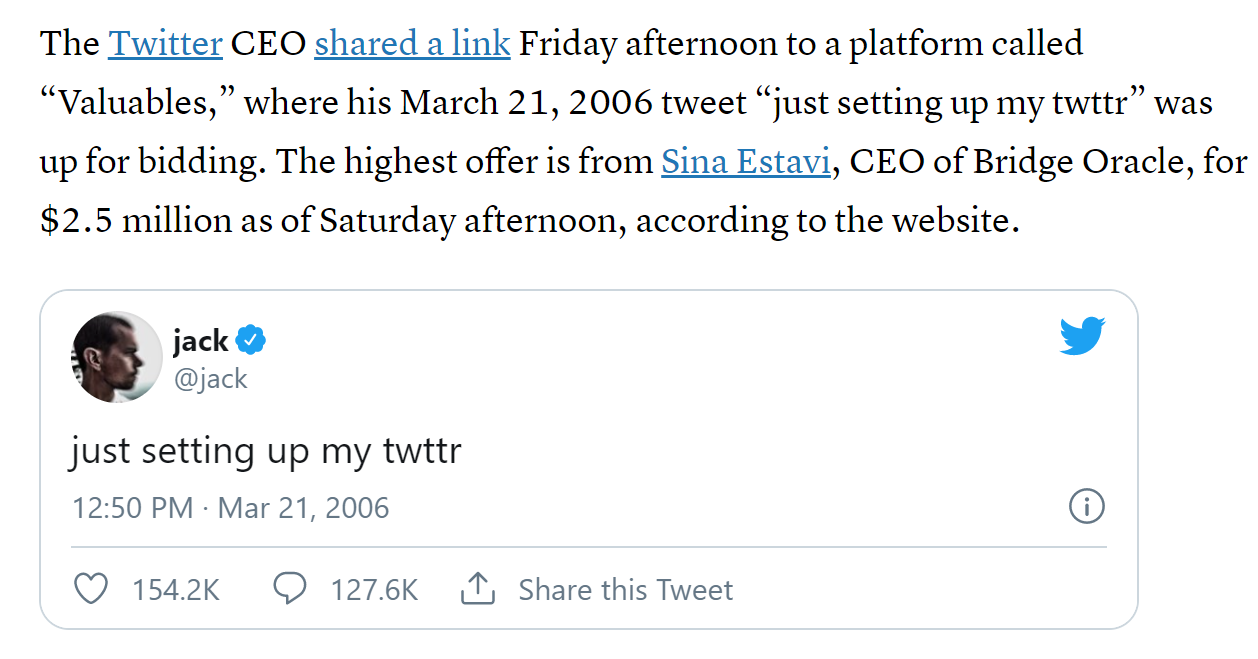 The Twitter CEO shared a link Friday afternoon to a platform called
“Valuables,” where his March 21, 2006 tweet “just setting up my twttr” was
up for bidding. The highest offer is from Sina Estavi, CEO of Bridge Oracle, for
$2.5 million as of Saturday afternoon, according to the website.
jack
@jack
just setting up my twttr
12:50 PM · Mar 21, 2006
154.2K 127.6K Share this Tweet